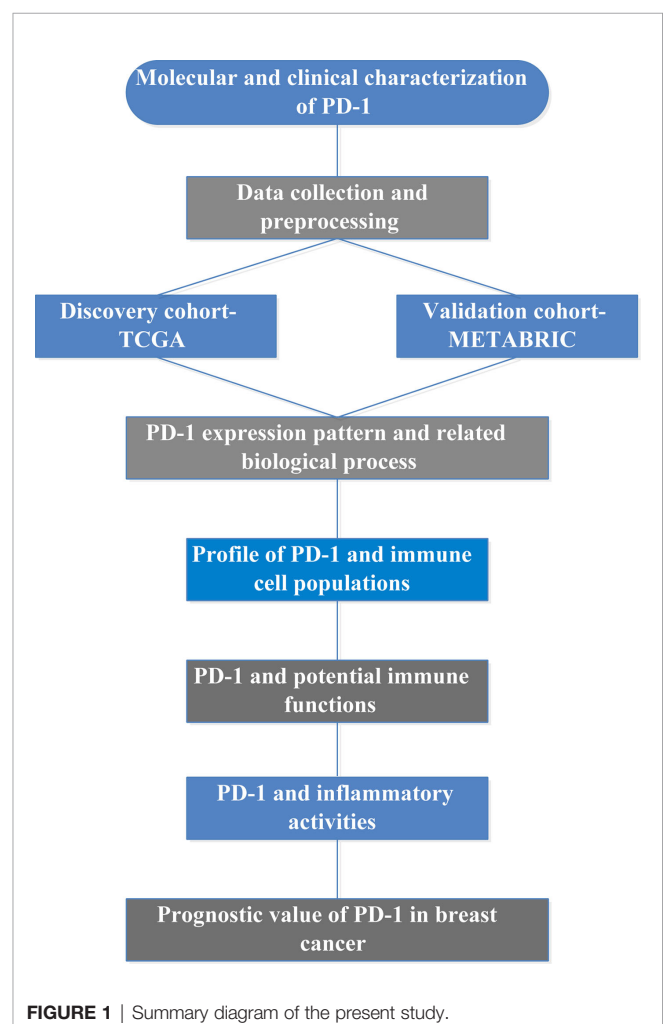 Molecular and clinical characterization
of PD-1
Data collection and
preprocessing
Discovery cohort-
TCGA
Validation cohort-
METABRIC
PD-1 expression pattern and related
biological process
Profile of PD-1 and immune
cell populations
PD-1 and potential immune
functions
PD-1 and inflammatory
activities
Prognostic value of PD-1 in breast
cancer
FIGURE 1 | Summary diagram of the present study.